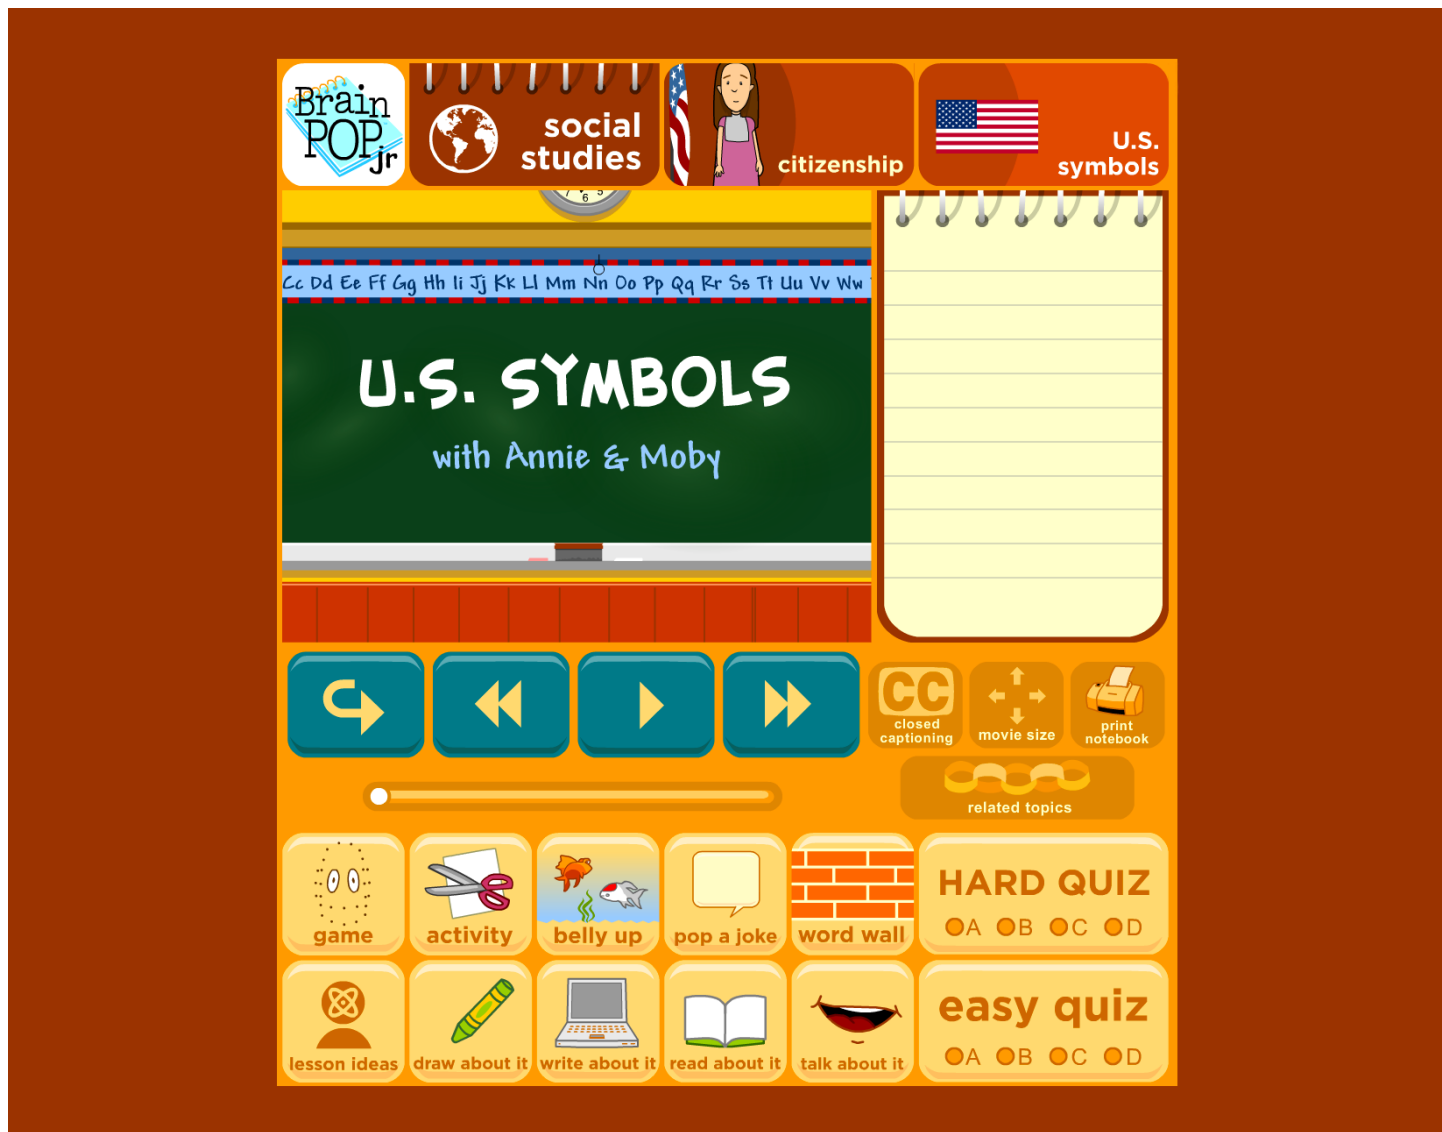 Brain
POP
jr
social
studies
citizenship
U.S.
symbols
7 6 5
Cc Dd Ee Ff Gg Hh Ii Jj Kk Ll Mm Nn Oo Pp Qq Rr Ss Tt Uu Vv Ww
U.S. SYMBOLS
with Annie & Moby
CC
closed
captioning
movie size
print
notebook
related topics
game
activity
belly up
pop a joke
word wall
HARD QUIZ
A B C D
lesson ideas
draw about it
write about it
read about it
talk about it
easy quiz
A B C D